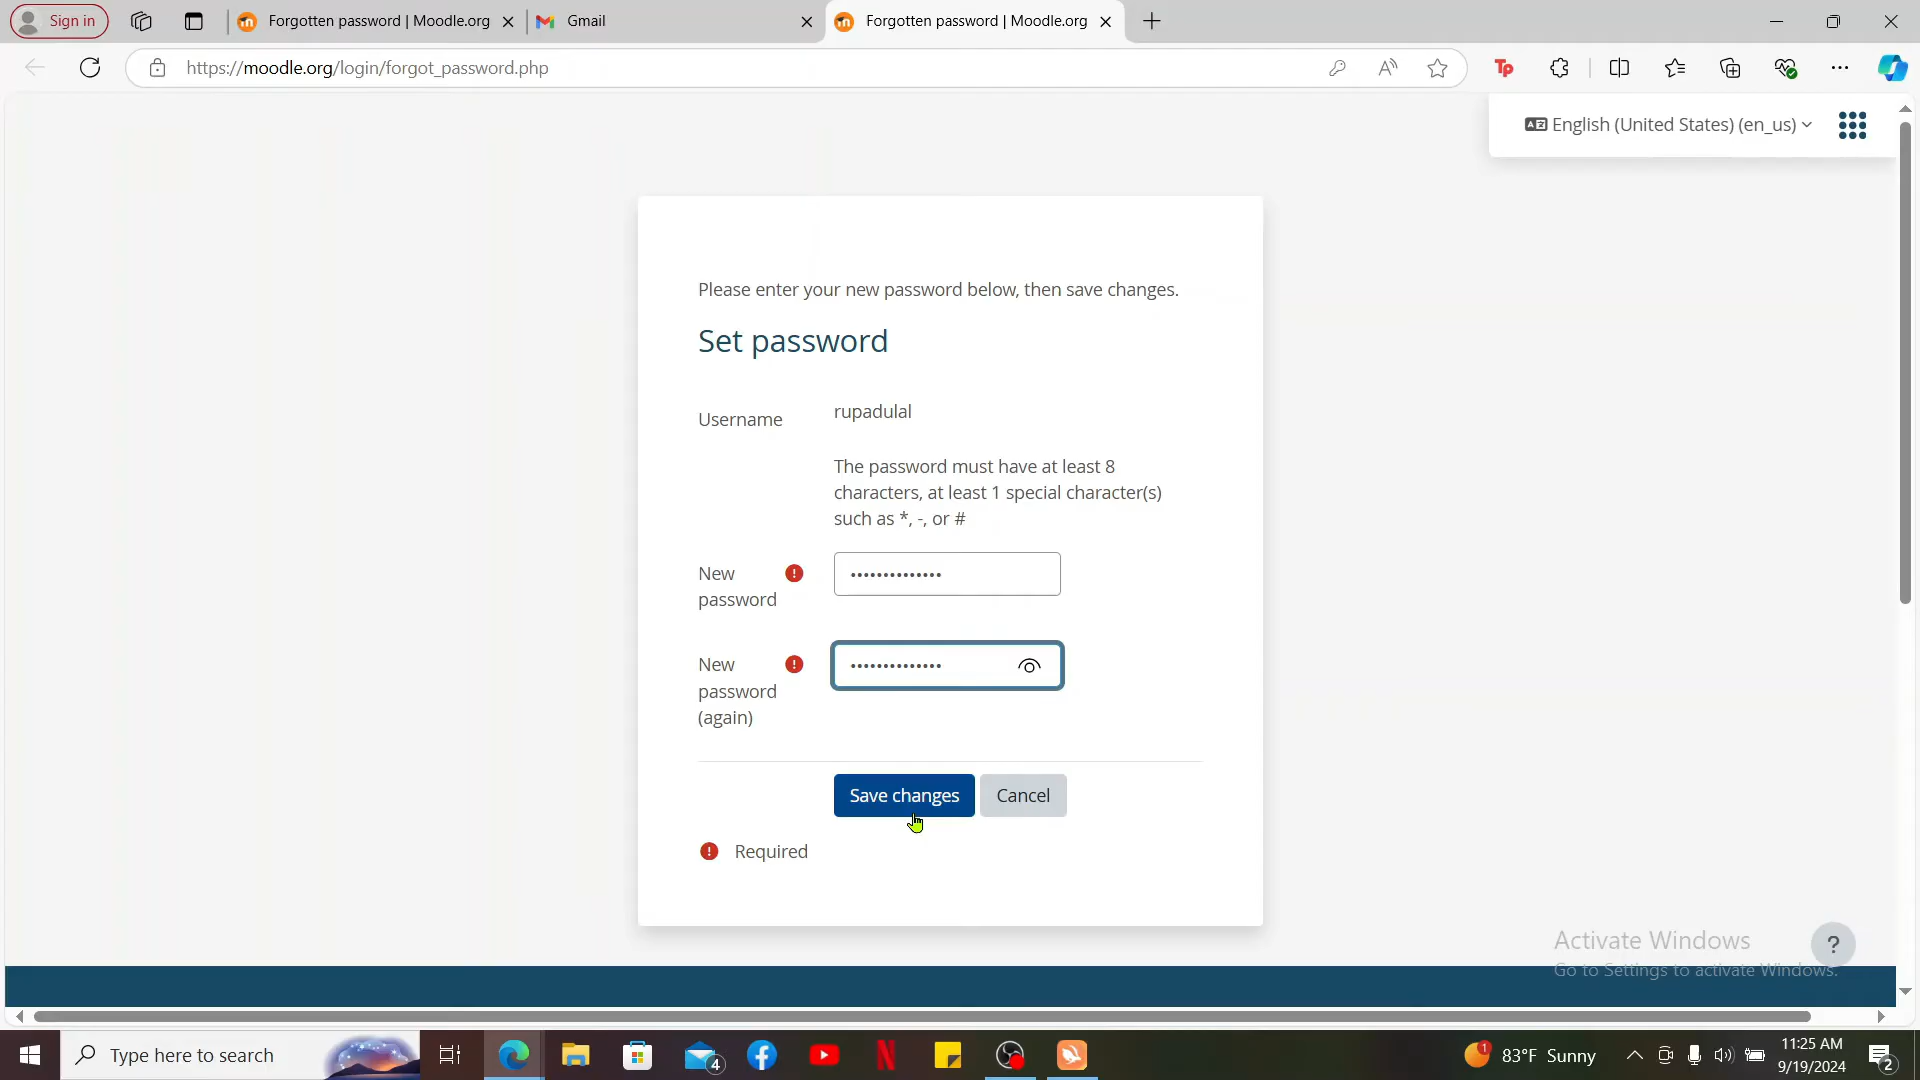 Sign in
Forgotten password | Moodle.org
Gmail
Forgotten password | Moodle.org
https://moodle.org/login/forgot_password.php
English (United States) (en_us)
Please enter your new password below, then save changes.
Set password
Username
rupadulal
The password must have at least 8
characters, at least 1 special character(s)
such as *, -, or #
New
password
••••••••••••••
New
password
(again)
••••••••••••••
Save changes
Cancel
Required
Activate Windows
Go to Settings to activate Windows.
?
Type here to search
4
1
83°F Sunny
11:25 AM
9/19/2024
2